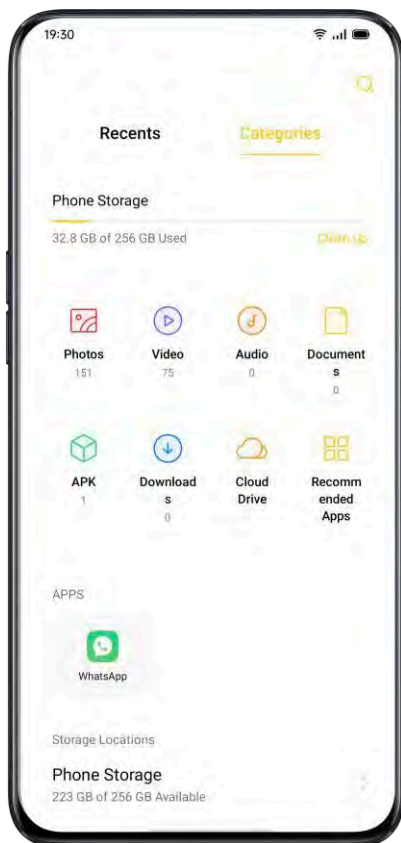 19:30
Recents
Categories
Phone Storage
32.8 GB of 256 GB Used
Clean Up
Photos
Video
Audio
Document
s
151
75
0
0
APK
Download
s
Cloud
Drive
Recomm
ended
Apps
1
0
APPS
WhatsApp
Storage Locations
Phone Storage
223 GB of 256 GB Available